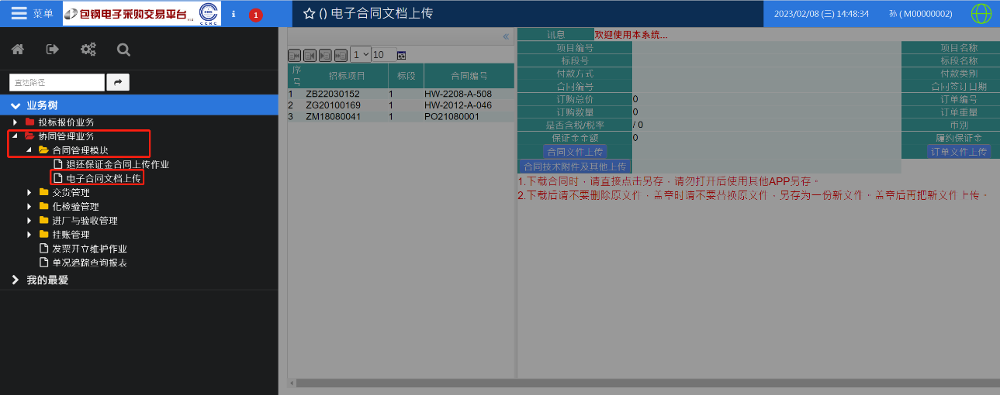 菜单
包钢电子采购交易平台
i
1
() 电子合同文档上传
2023/02/08 (三) 14:48:34
孙 ( M00000002)
直达路径
业务树
投标报价业务
协同管理业务
合同管理模块
退还保证金合同上传作业
电子合同文档上传
交货管理
化检验管理
进厂与验收管理
挂账管理
发票开立维护作业
单况追踪查询报表
我的最爱
«
1 10
序号 招标项目 标段 合同编号
1 ZB22030152 1 HW-2208-A-508
2 ZG20100169 1 HW-2012-A-046
3 ZM18080041 1 PO21080001
讯息 欢迎使用本系统...
项目编号 项目名称
标段号 标段名称
付款方式 付款类别
合同编号 合同签订日期
订购总价 0 订单编号
订购数量 0 订单重量
是否含税/税率 / 0 币别
保证金金额 0 履约保证金
合同文件上传 订单文件上传
合同技术附件及其他上传
1.下载合同时，请直接点击另存，请勿打开后使用其他APP另存。
2.下载后请不要删除原文件，盖章时请不要替换原文件，另存为一份新文件。盖章后再把新文件上传。